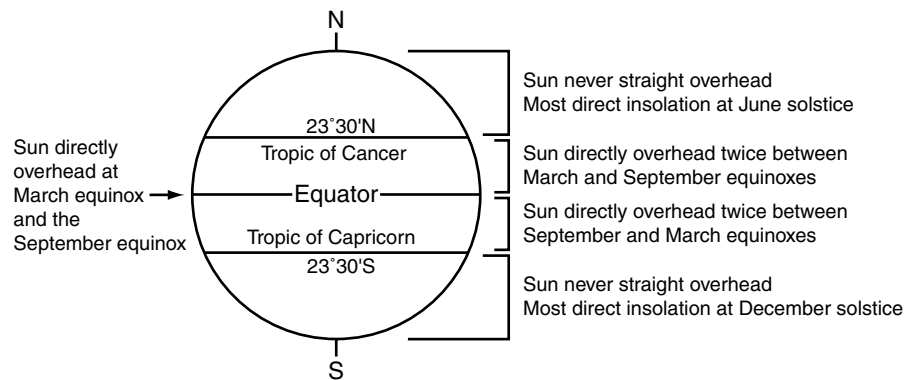 N
Sun never straight overhead
Most direct insolation at June solstice
23˚30'N
Tropic of Cancer
Sun directly overhead twice between
March and September equinoxes
Sun directly
overhead at
March equinox
and the
September equinox
Equator
Sun directly overhead twice between
September and March equinoxes
Tropic of Capricorn
23˚30'S
Sun never straight overhead
Most direct insolation at December solstice
S